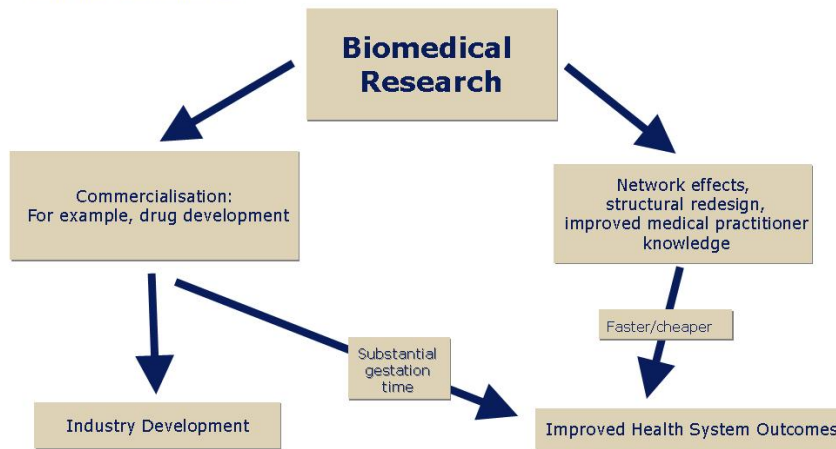 Biomedical
Research
Commercialisation:
For example, drug development
Network effects,
structural redesign,
improved medical practitioner
knowledge
Faster/cheaper
Substantial
gestation
time
Industry Development
Improved Health System Outcomes